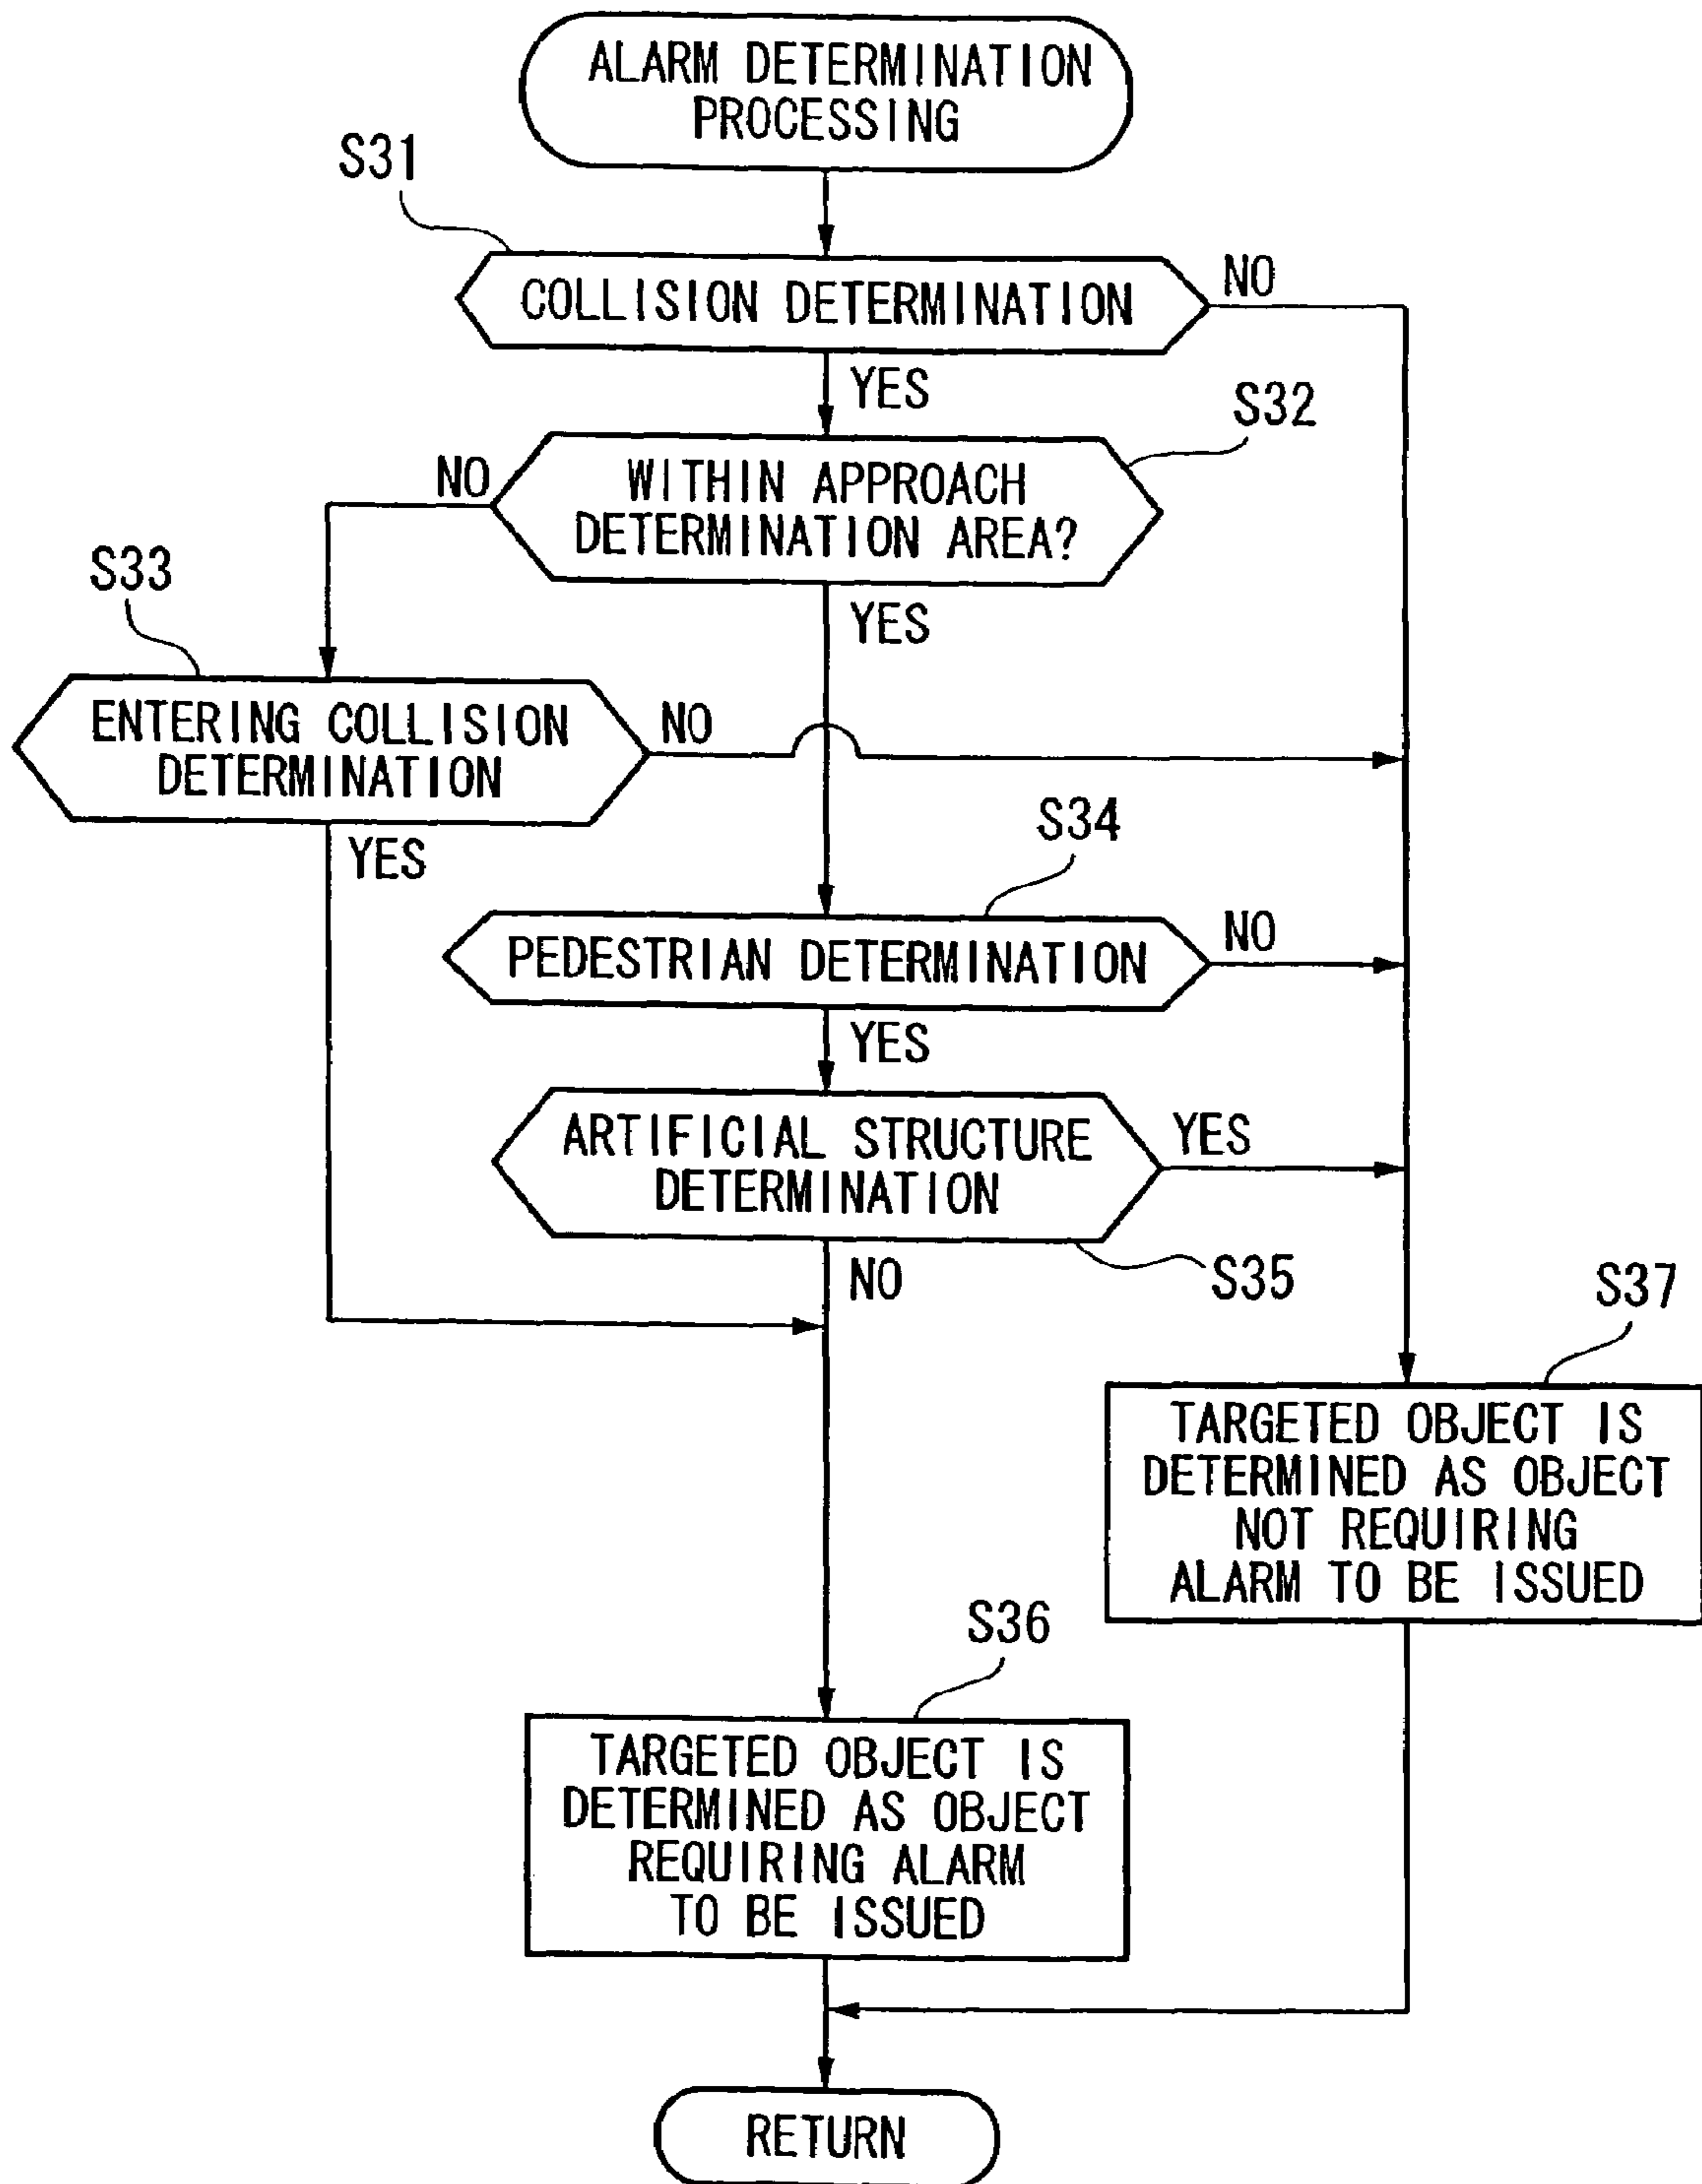 ALARM DETERMINATION
PROCESSING
S31
COLLISION DETERMINATION
NO
YES
S32
NO
WITHIN APPROACH
DETERMINATION AREA?
YES
S33
ENTERING COLLISION
DETERMINATION
NO
YES
S34
PEDESTRIAN DETERMINATION
NO
YES
ARTIFICIAL STRUCTURE
DETERMINATION
YES
NO
S35
S37
TARGETED OBJECT IS
DETERMINED AS OBJECT
NOT REQUIRING
ALARM TO BE ISSUED
S36
TARGETED OBJECT IS
DETERMINED AS OBJECT
REQUIRING ALARM
TO BE ISSUED
RETURN